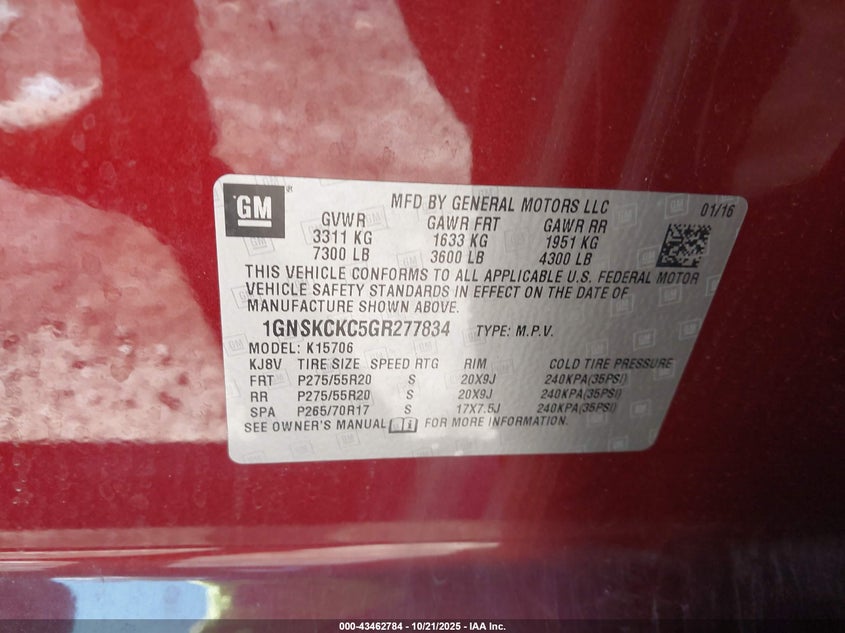 GM
MFD BY GENERAL MOTORS LLC 01/16
GVWR GAWR FRT GAWR RR
3311 KG 1633 KG 1951 KG
7300 LB 3600 LB 4300 LB
THIS VEHICLE CONFORMS TO ALL APPLICABLE U.S. FEDERAL MOTOR
VEHICLE SAFETY STANDARDS IN EFFECT ON THE DATE OF
MANUFACTURE SHOWN ABOVE.
1GNSKCKC5GR277834 TYPE: M.P.V.
MODEL: K15706
KJ8V TIRE SIZE SPEED RTG RIM COLD TIRE PRESSURE
FRT P275/55R20 S 20X9J 240KPA(35PSI)
RR P275/55R20 S 20X9J 240KPA(35PSI)
SPA P265/70R17 S 17X7.5J 240KPA(35PSI)
SEE OWNER'S MANUAL i FOR MORE INFORMATION.
000-43462784 - 10/21/2025 - IAA Inc.